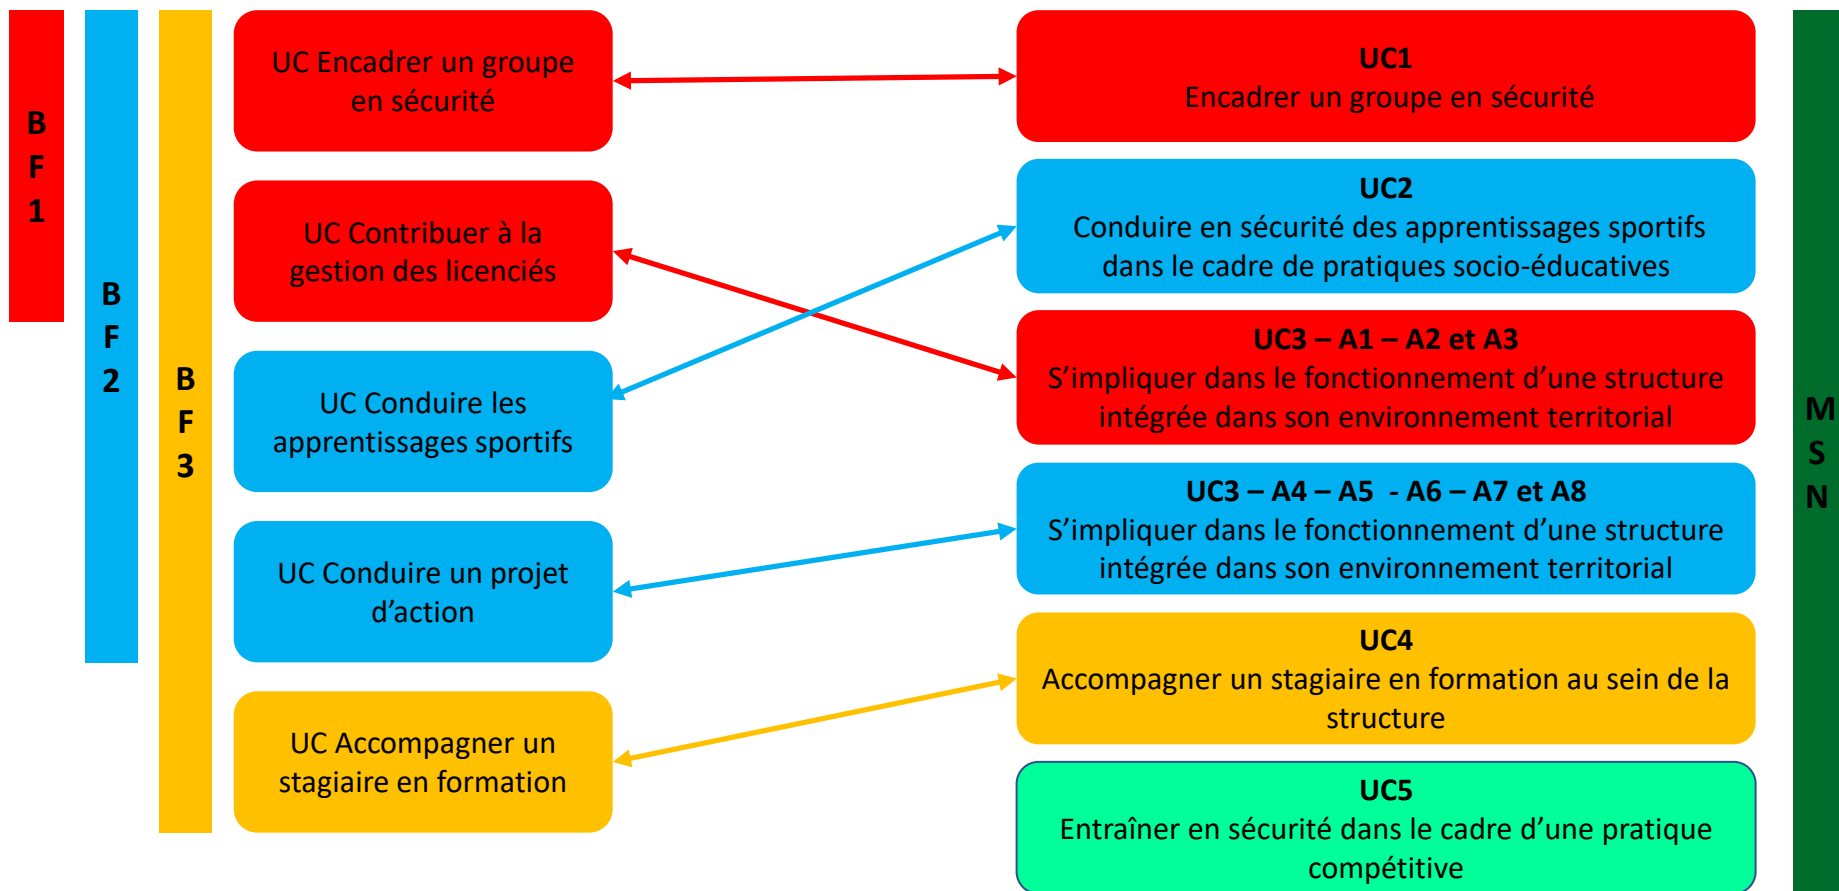 BF1
BF2
BF3
UC Encadrer un groupe
en sécurité
UC Contribuer à la
gestion des licenciés
UC Conduire les
apprentissages sportifs
UC Conduire un projet
d’action
UC Accompagner un
stagiaire en formation
UC1
Encadrer un groupe en sécurité
UC2
Conduire en sécurité des apprentissages sportifs
dans le cadre de pratiques socio-éducatives
UC3 – A1 – A2 et A3
S’impliquer dans le fonctionnement d’une structure
intégrée dans son environnement territorial
UC3 – A4 – A5 - A6 – A7 et A8
S’impliquer dans le fonctionnement d’une structure
intégrée dans son environnement territorial
UC4
Accompagner un stagiaire en formation au sein de la
structure
UC5
Entraîner en sécurité dans le cadre d’une pratique
compétitive
MSN